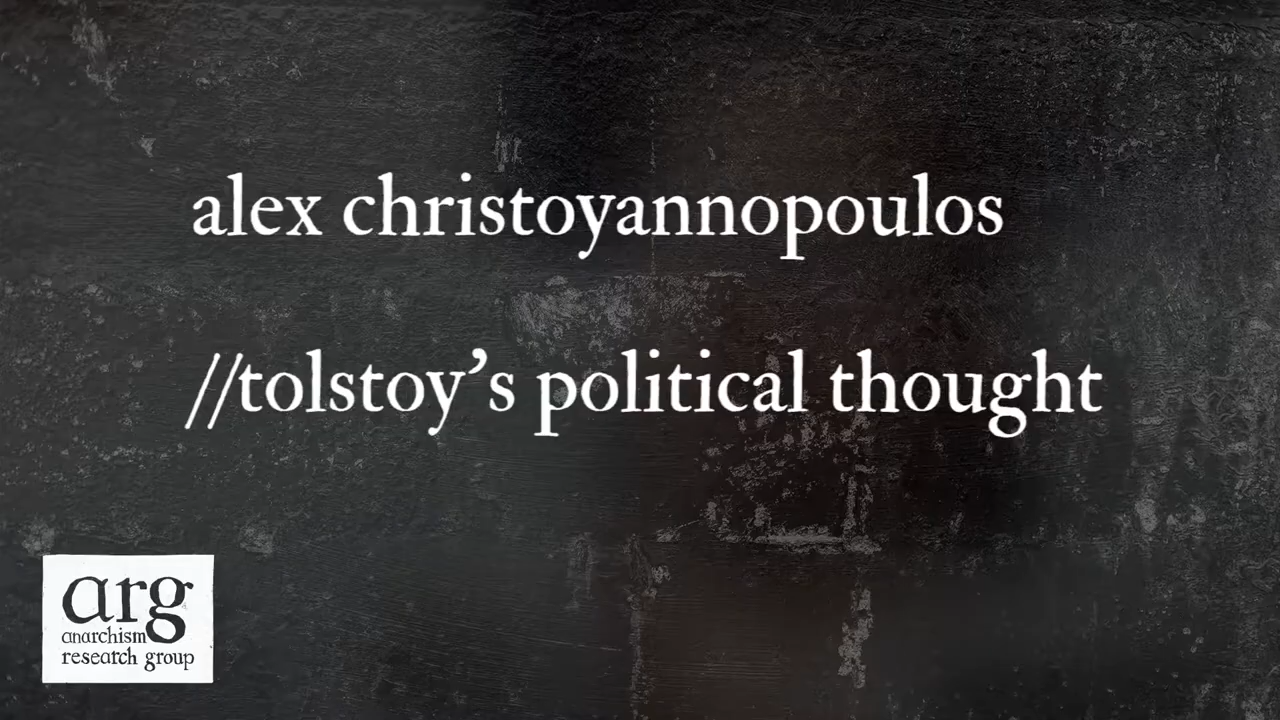 alex christoyannopoulos
//tolstoy’s political thought
arg
anarchism
research group